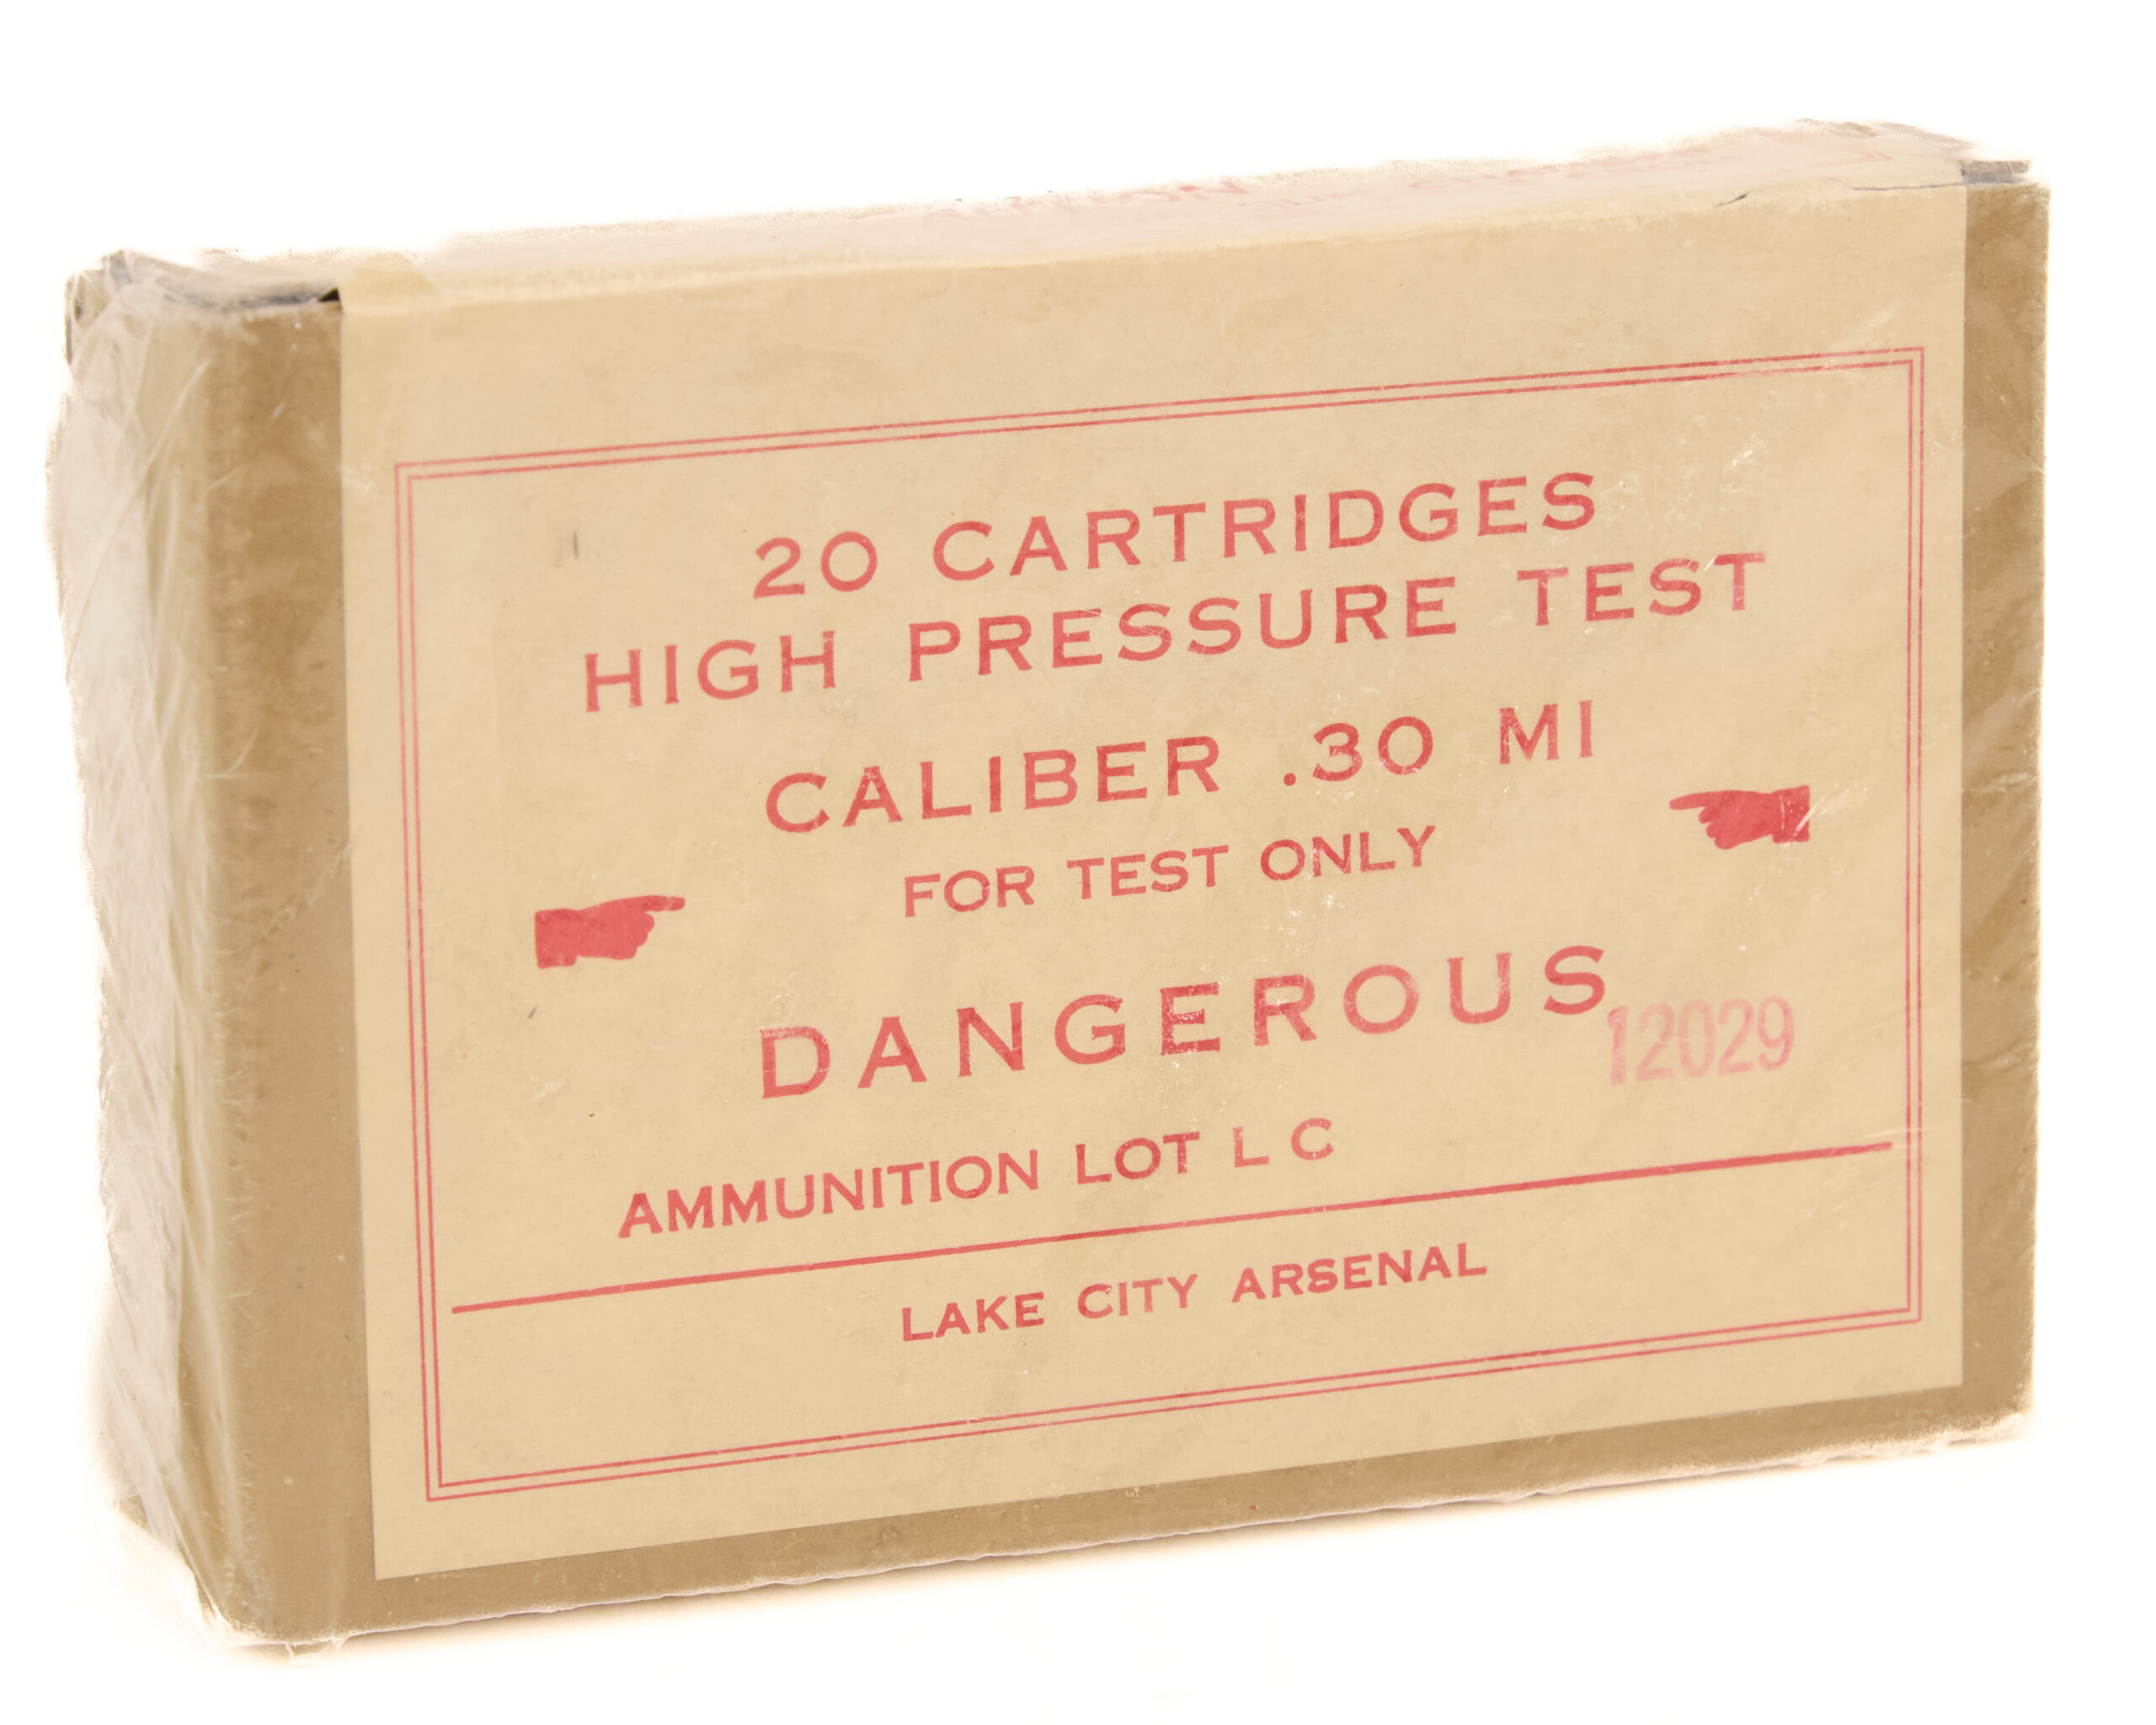 20 CARTRIDGES
HIGH PRESSURE TEST
CALIBER .30 MI
FOR TEST ONLY
DANGEROUS
12029
AMMUNITION LOT L C
LAKE CITY ARSENAL